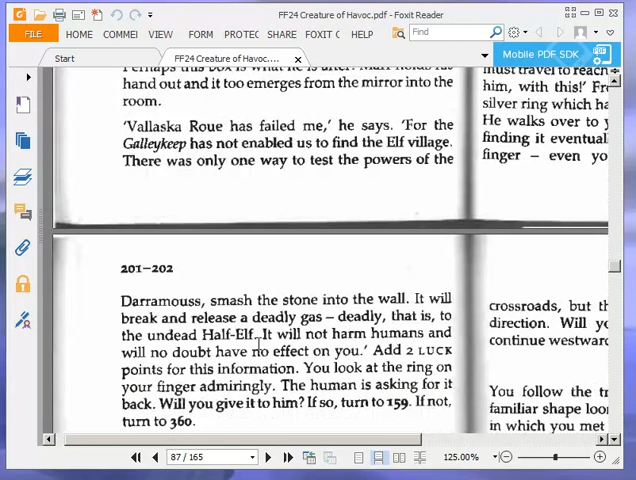 FF24 Creature of Havoc.pdf - Foxit Reader
FILE HOME COMMEI VIEW FORM PROTEC SHARE FOXIT C HELP Find
Start FF24 Creature of Havoc.pdf Mobile PDF SDK
hand out and it too emerges from the mirror into the
room.
'Vallaska Roue has failed me,' he says. 'For the
Galleykeep has not enabled us to find the Elf village.
There was only one way to test the powers of the
must travel to reach
him, with this!' Fr
silver ring which ha
He walks over to y
finding it eventual
finger – even yo
201–202
Darramouss, smash the stone into the wall. It will
break and release a deadly gas – deadly, that is, to
the undead Half-Elf. It will not harm humans and
will no doubt have no effect on you.' Add 2 LUCK
points for this information. You look at the ring on
your finger admiringly. The human is asking for it
back. Will you give it to him? If so, turn to 159. If not,
turn to 360.
crossroads, but th
direction. Will yo
continue westward
You follow the tr
familiar shape loo
in which you met
87 / 165 125.00%